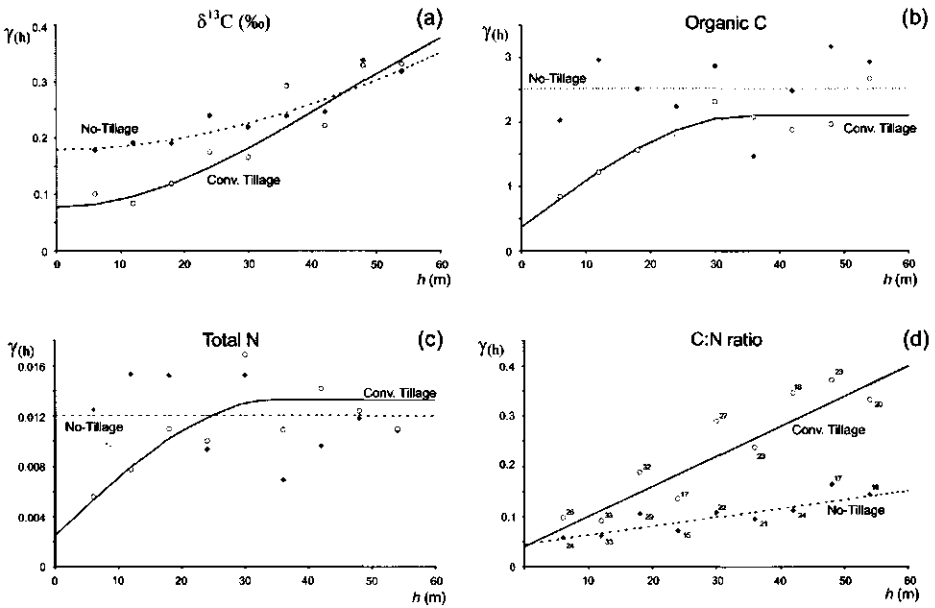 δ¹³C (‰)
(a)
γ(h)
0.4
0.3
0.2
0.1
0
No-Tillage
Conv. Tillage
0 10 20 30 40 50 60
h (m)
Organic C
(b)
γ(h)
3
2
1
0
No-Tillage
Conv. Tillage
0 10 20 30 40 50 60
h (m)
Total N
(c)
γ(h)
0.016
0.012
0.008
0.004
0
No-Tillage
Conv. Tillage
0 10 20 30 40 50 60
h (m)
C:N ratio
(d)
γ(h)
0.4
0.3
0.2
0.1
0
32 27 18 23 20
17 23
Conv. Tillage
29 22 17 18
No-Tillage
24 33 15 21 24
0 10 20 30 40 50 60
h (m)